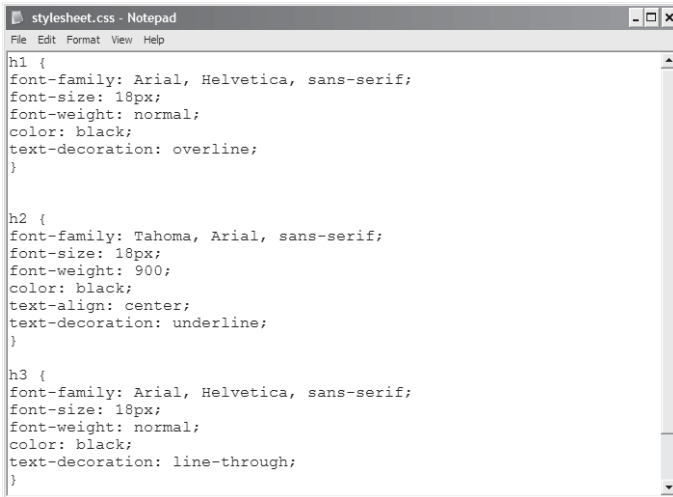 stylesheet.css - Notepad
File Edit Format View Help
h1 {
font-family: Arial, Helvetica, sans-serif;
font-size: 18px;
font-weight: normal;
color: black;
text-decoration: overline;
}
h2 {
font-family: Tahoma, Arial, sans-serif;
font-size: 18px;
font-weight: 900;
color: black;
text-align: center;
text-decoration: underline;
}
h3 {
font-family: Arial, Helvetica, sans-serif;
font-size: 18px;
font-weight: normal;
color: black;
text-decoration: line-through;
}